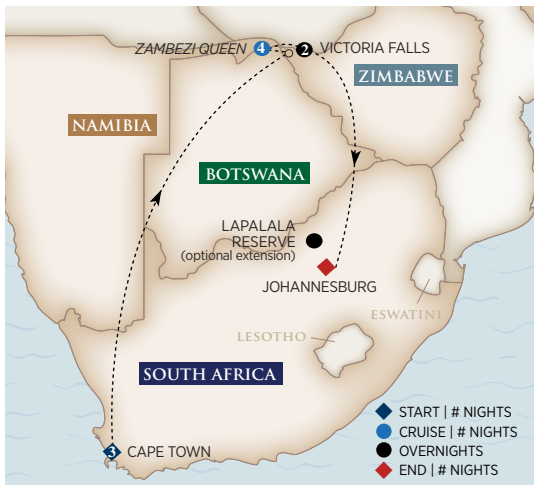 ZAMBEZI QUEEN
4
2
VICTORIA FALLS
ZIMBABWE
NAMIBIA
BOTSWANA
LAPALALA
RESERVE
(optional extension)
JOHANNESBURG
ESWATINI
LESOTHO
SOUTH AFRICA
3
CAPE TOWN
START | # NIGHTS
CRUISE | # NIGHTS
OVERNIGHTS
END | # NIGHTS